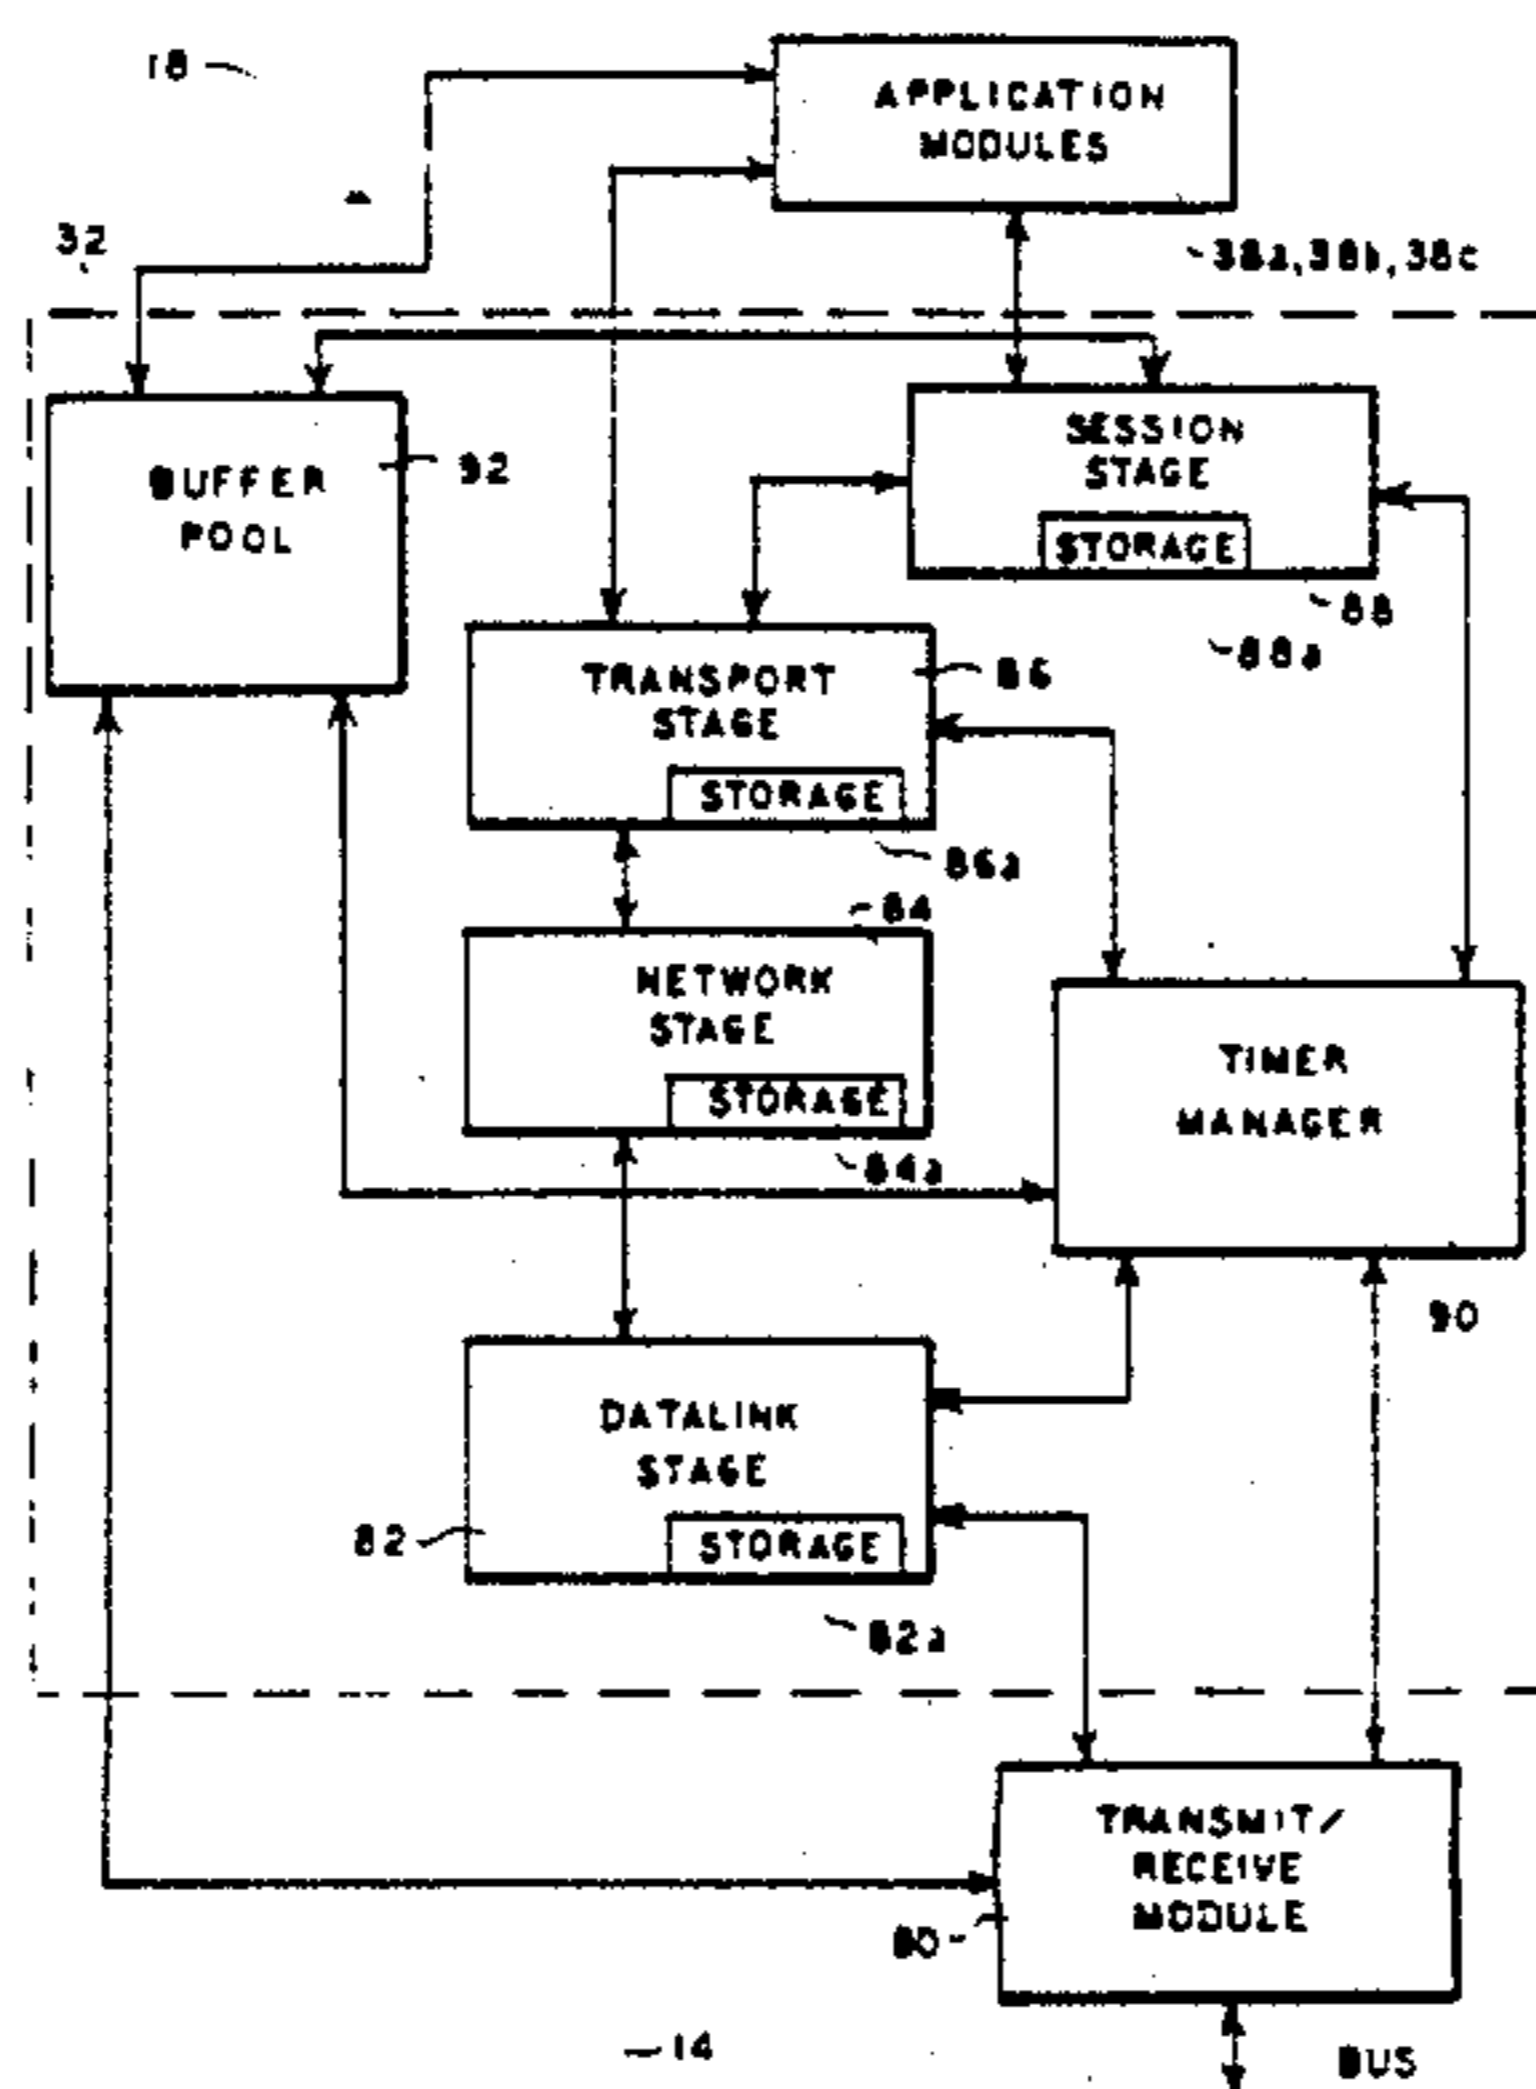 18
APPLICATION
MODULES
32
38a, 38b, 38c
BUFFER
POOL
92
SESSION
STAGE
STORAGE
88
88a
TRANSPORT
STAGE
86
STORAGE
86a
84
NETWORK
STAGE
STORAGE
84a
TIMER
MANAGER
90
DATALINK
STAGE
82
STORAGE
82a
TRANSMIT/
RECEIVE
MODULE
80
14
BUS